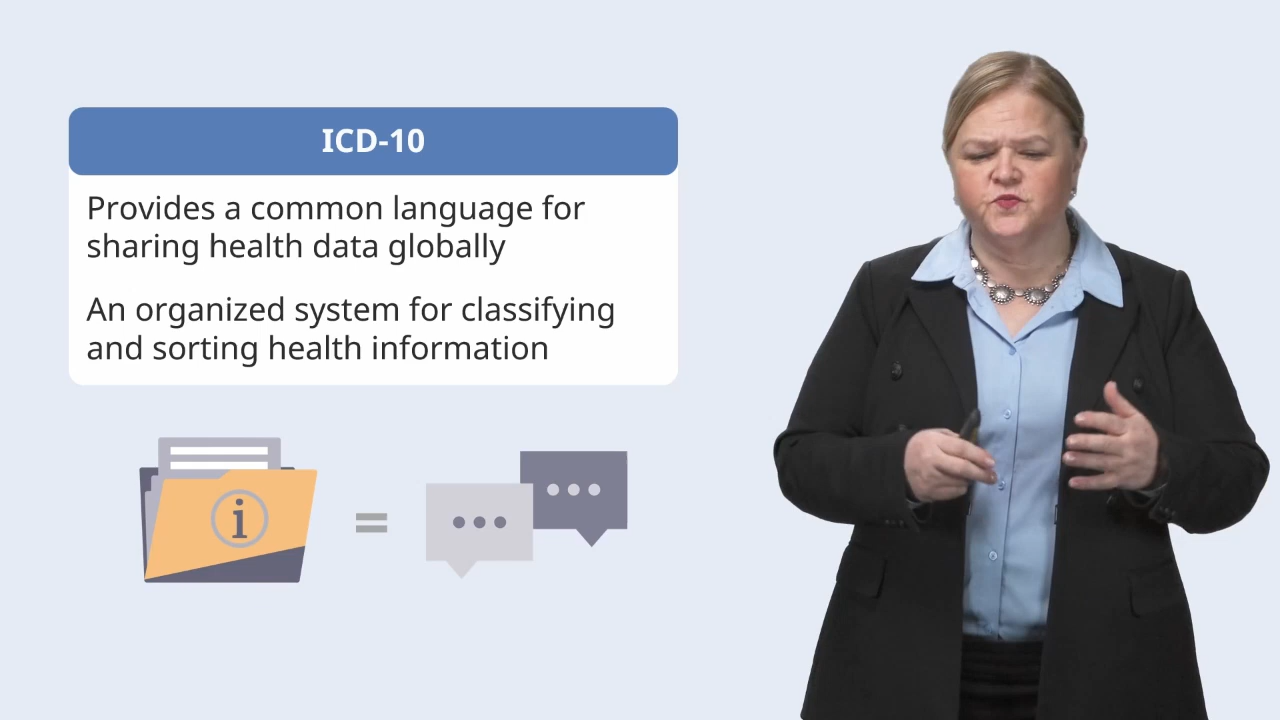 ICD-10
Provides a common language for
sharing health data globally
An organized system for classifying
and sorting health information
i
=